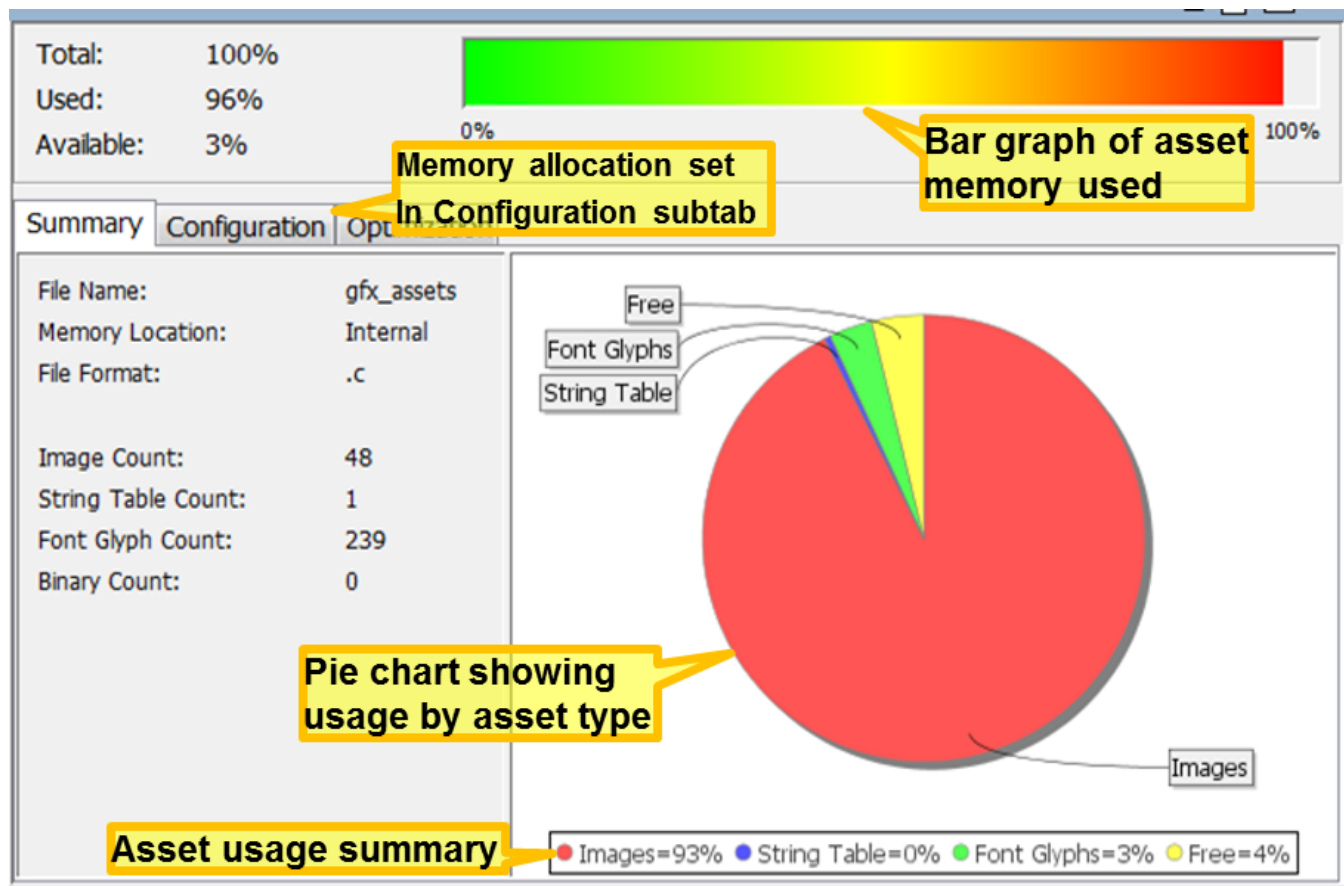 Total: 100%
Used: 96%
Available: 3%
0%
100%
Bar graph of asset
memory used
Memory allocation set
In Configuration subtab
Summary Configuration Optimization
File Name: gfx_assets
Memory Location: Internal
File Format: .c
Image Count: 48
String Table Count: 1
Font Glyph Count: 239
Binary Count: 0
Free
Font Glyphs
String Table
Images
Pie chart showing
usage by asset type
Asset usage summary
Images=93% String Table=0% Font Glyphs=3% Free=4%